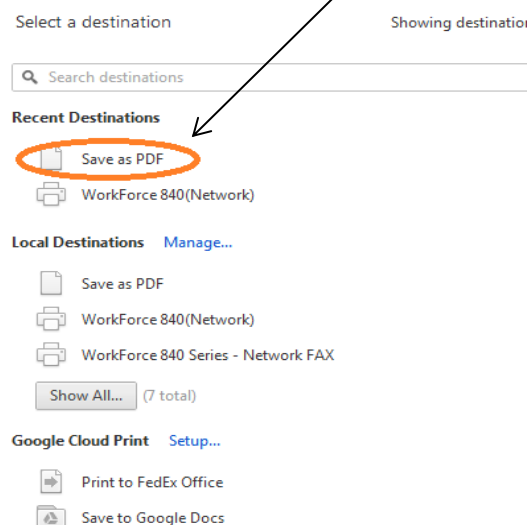 Select a destination
Showing destination
Search destinations
Recent Destinations
Save as PDF
WorkForce 840(Network)
Local Destinations Manage...
Save as PDF
WorkForce 840(Network)
WorkForce 840 Series - Network FAX
Show All... (7 total)
Google Cloud Print Setup...
Print to FedEx Office
Save to Google Docs